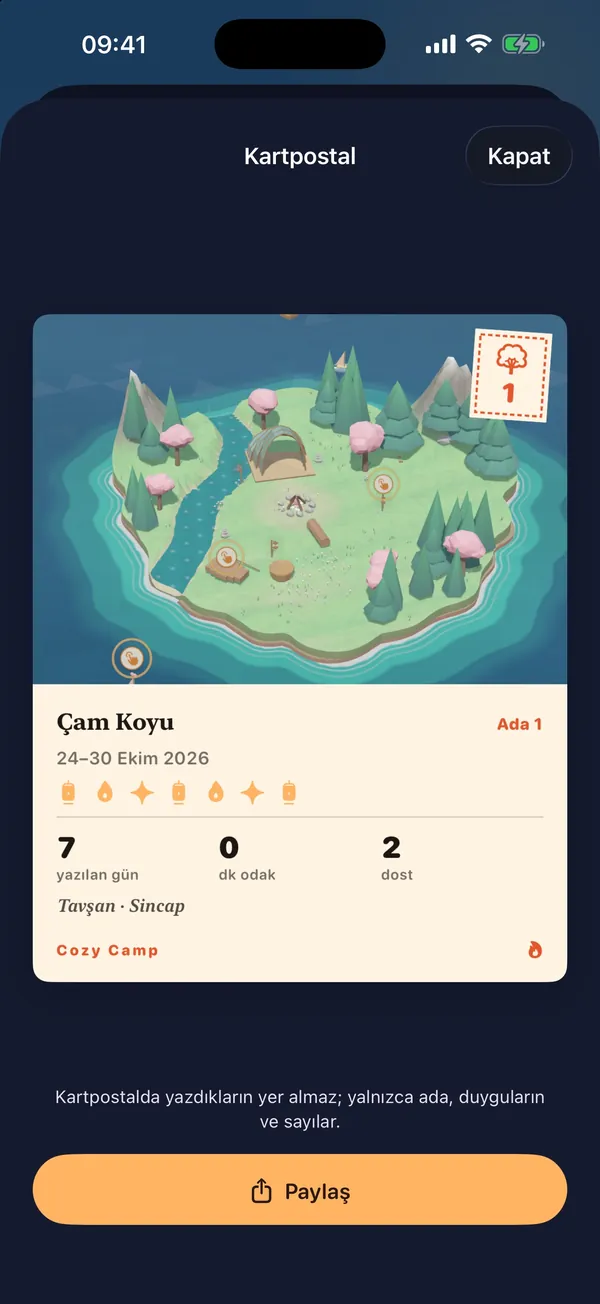 09:41
Kartpostal
Kapat
1
Çam Koyu
Ada 1
24–30 Ekim 2026
7
0
2
yazılan gün
dk odak
dost
Tavşan · Sincap
Cozy Camp
Kartpostalda yazdıkların yer almaz; yalnızca ada, duyguların
ve sayılar.
Paylaş